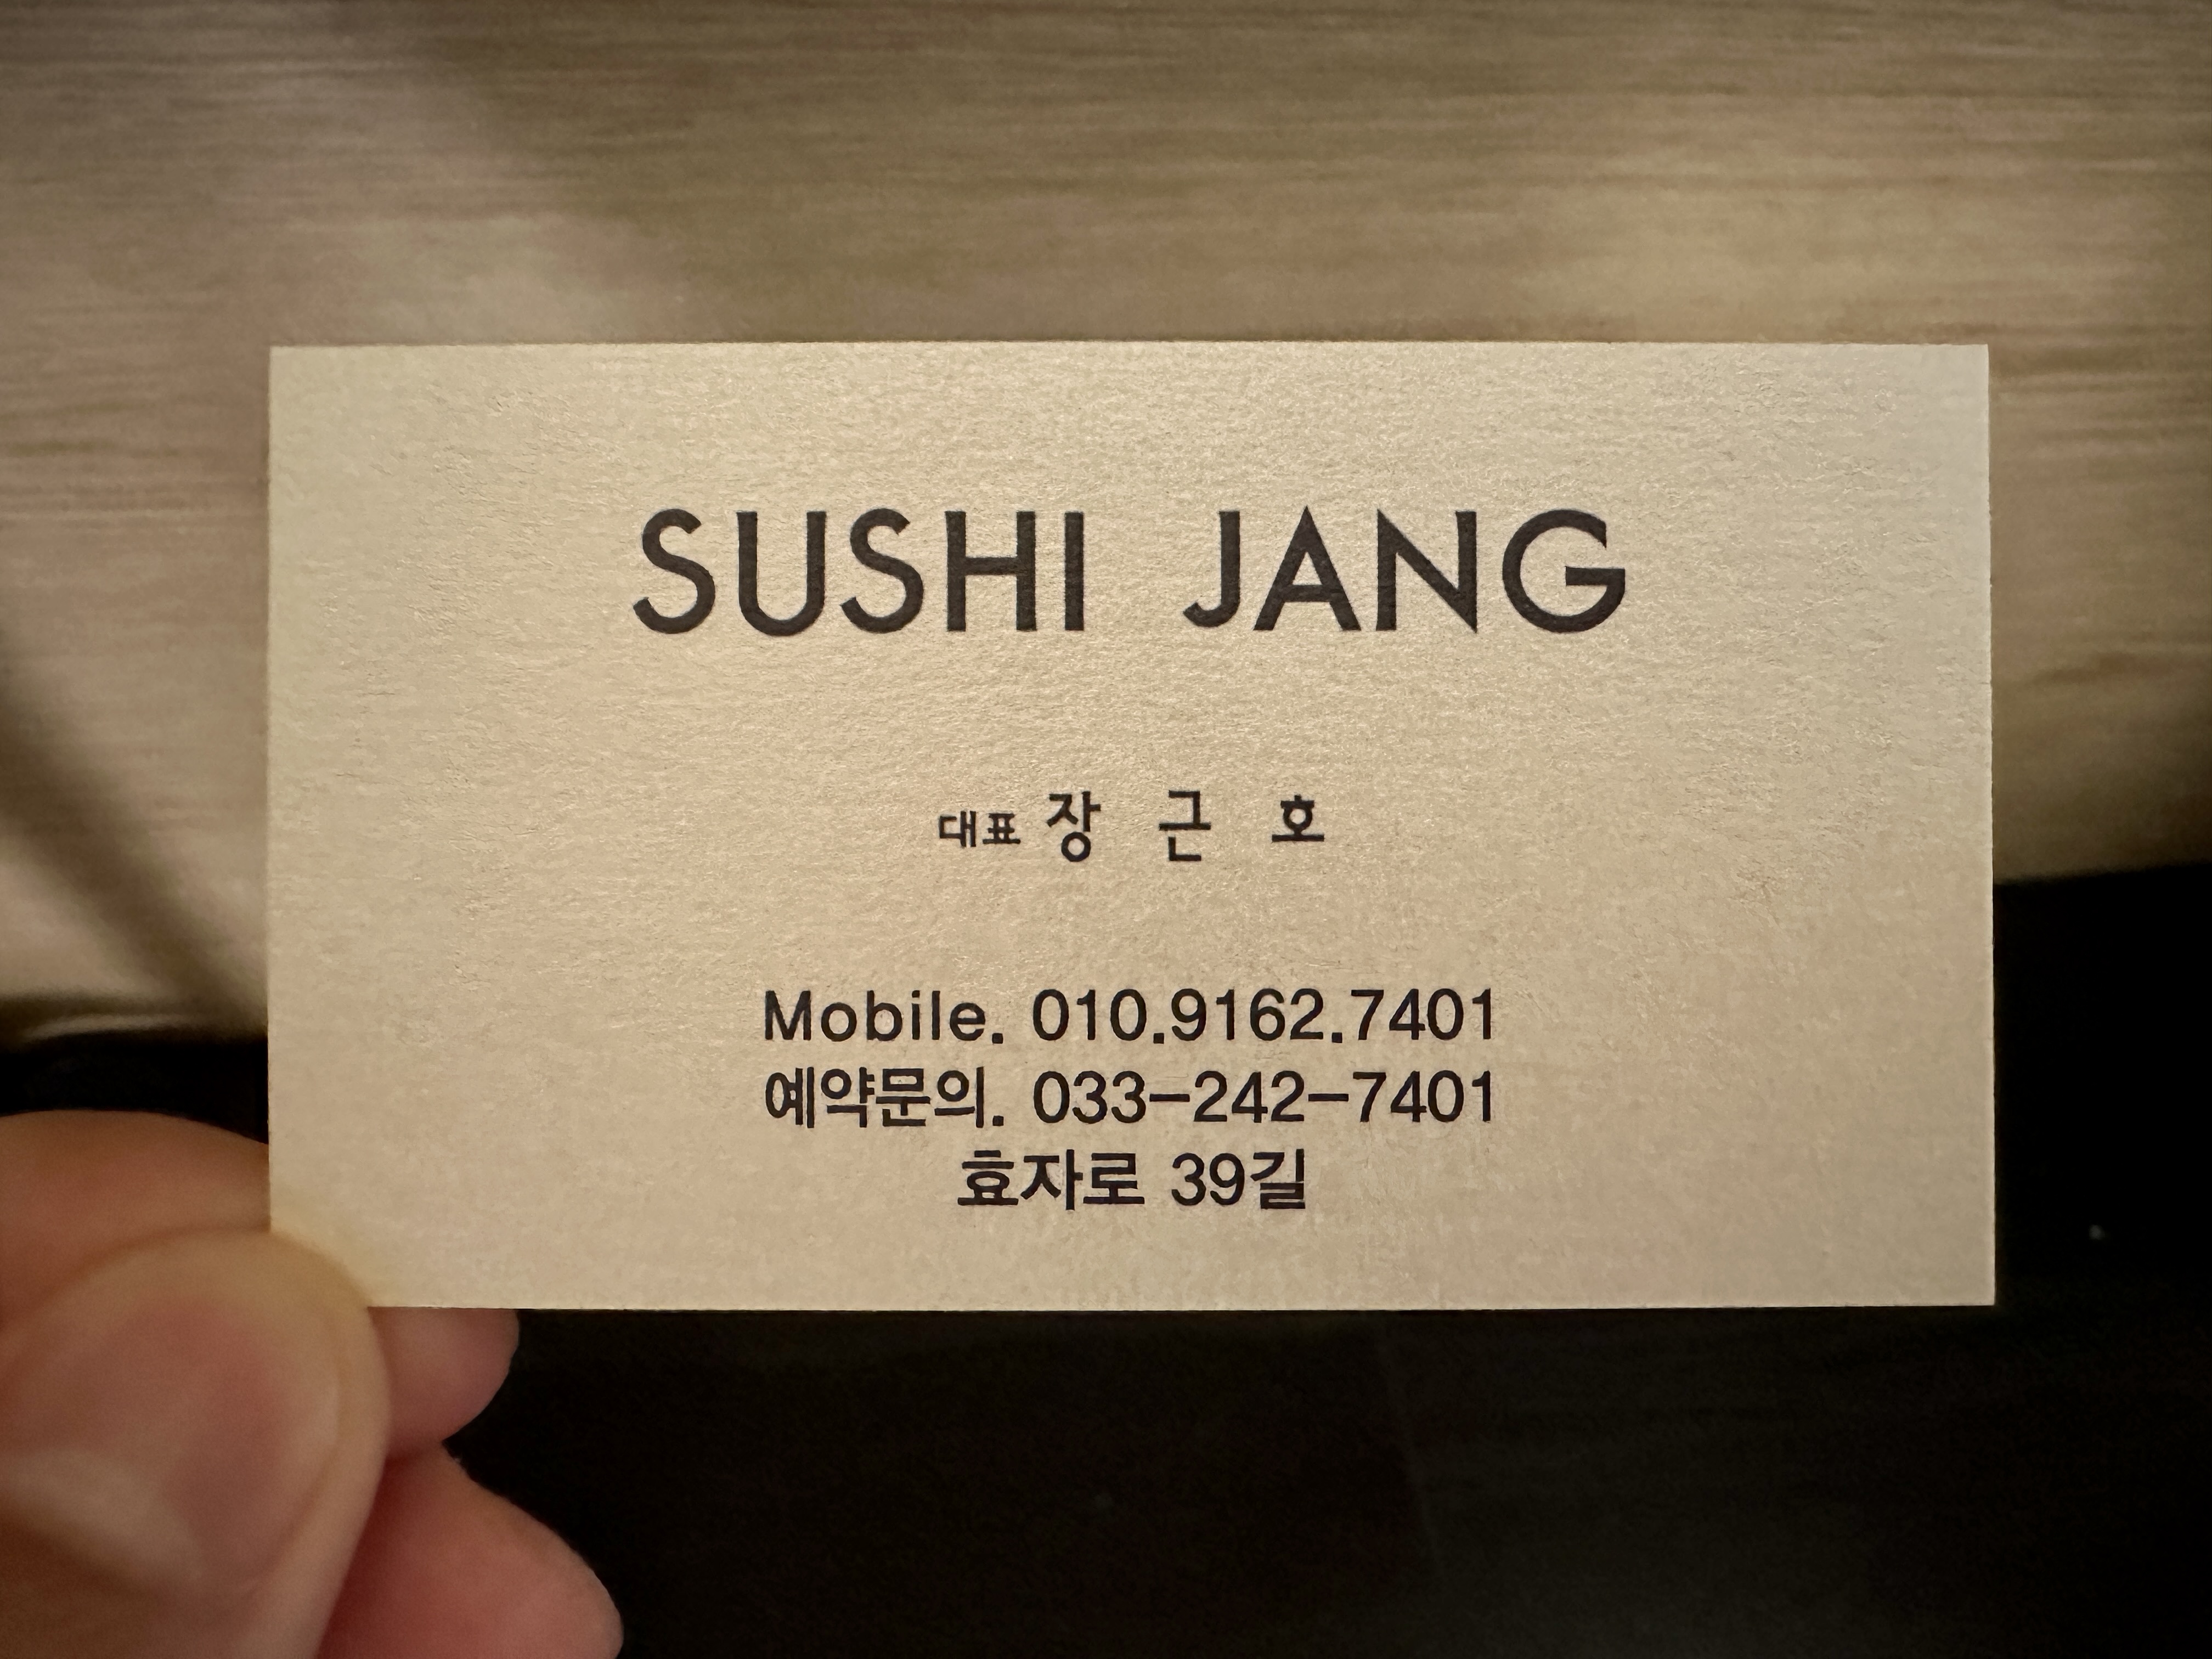 SUSHI JANG
대표 장 근 호
Mobile. 010.9162.7401
예약문의. 033-242-7401
효자로 39길